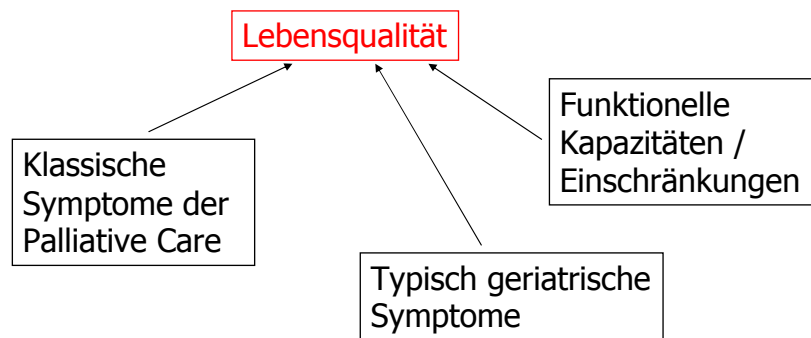 Lebensqualität
Klassische
Symptome der
Palliative Care
Typisch geriatrische
Symptome
Funktionelle
Kapazitäten /
Einschränkungen